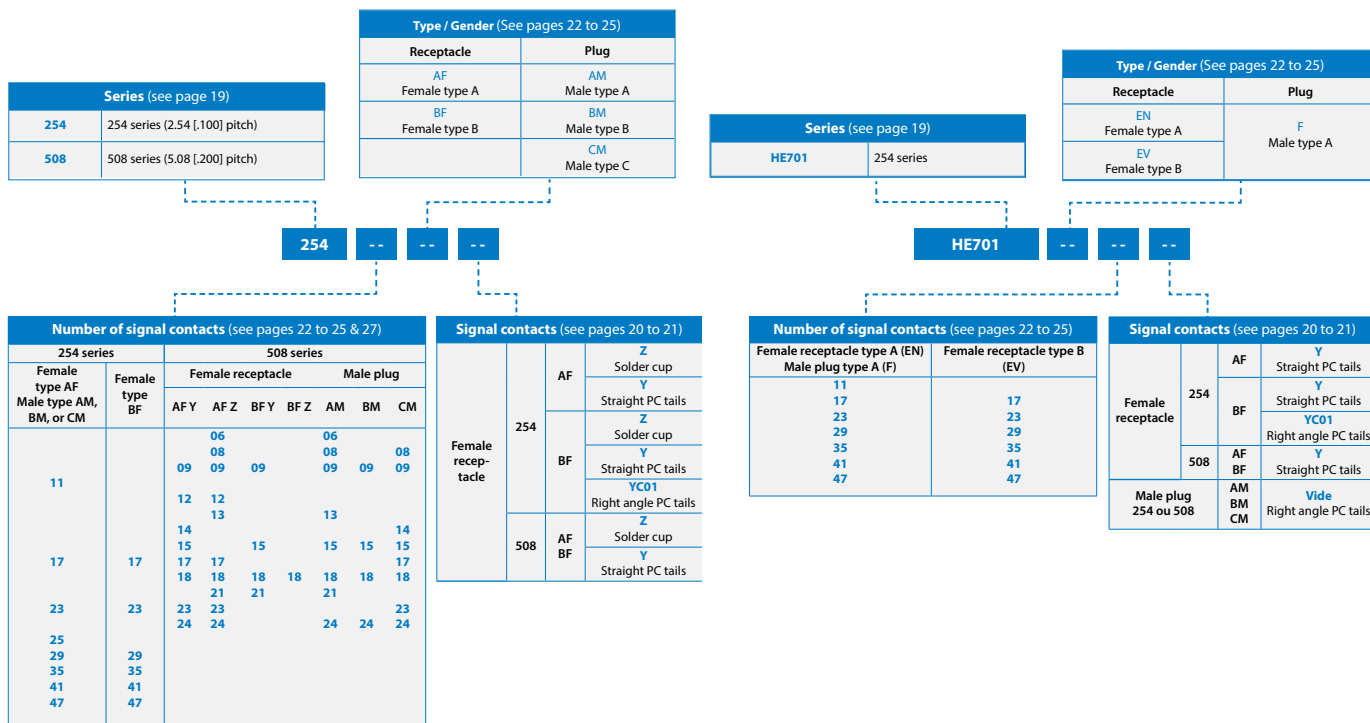 Type / Gender (See pages 22 to 25)
Receptacle Plug
AF AM
Female type A Male type A
BF BM
Female type B Male type B
CM
Male type C
Series (see page 19)
254 254 series (2.54 [.100] pitch)
508 508 series (5.08 [.200] pitch)
254 -- -- --
Number of signal contacts (see pages 22 to 25 & 27)
254 series 508 series
Female type AF Male type AM, BM, or CM
Female type BF
Female receptacle Male plug
AF Y AF Z BF Y BF Z AM BM CM
06 06
08 08 08
09 09 09 09 09 09
11
12 12
13 13
14 14
15 15 15 15 15
17 17 17 17 17
18 18 18 18 18 18 18
21 21 21
23 23 23 23 23
24 24 24 24 24
25
29 29
35 35
41 41
47 47
Signal contacts (see pages 20 to 21)
Female recep-tacle
254
AF
Z
Solder cup
Y
Straight PC tails
BF
Z
Solder cup
Y
Straight PC tails
YC01
Right angle PC tails
508
AF
BF
Z
Solder cup
Y
Straight PC tails
Type / Gender (See pages 22 to 25)
Receptacle Plug
EN
Female type A
EV
Female type B
F
Male type A
Series (see page 19)
HE701 254 series
HE701 -- -- --
Number of signal contacts (see pages 22 to 25)
Female receptacle type A (EN) Female receptacle type B
Male plug type A (F) (EV)
11
17 17
23 23
29 29
35 35
41 41
47 47
Signal contacts (see pages 20 to 21)
Female
receptacle
254
AF
Y
Straight PC tails
BF
Y
Straight PC tails
YC01
Right angle PC tails
508
AF
BF
Y
Straight PC tails
Male plug
254 ou 508
AM
BM
CM
Vide
Right angle PC tails